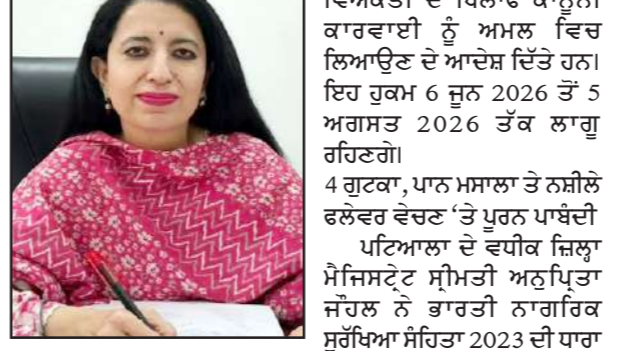 ਵਿਅਕਤੀ ਦੇ ਖਿਲਾਫ ਕਾਨੂੰਨੀ
ਕਾਰਵਾਈ ਨੂੰ ਅਮਲ ਵਿਚ
ਲਿਆਉਣ ਦੇ ਆਦੇਸ਼ ਦਿੱਤੇ ਹਨ।
ਇਹ ਹੁਕਮ 6 ਜੂਨ 2026 ਤੋਂ 5
ਅਗਸਤ 2026 ਤੱਕ ਲਾਗੂ
ਰਹਿਣਗੇ।
4 ਗੁਟਕਾ, ਪਾਨ ਮਸਾਲਾ ਤੇ ਨਸ਼ੀਲੇ
ਫਲੇਵਰ ਵੇਚਣ ‘ਤੇ ਪੂਰਨ ਪਾਬੰਦੀ
ਪਟਿਆਲਾ ਦੇ ਵਧੀਕ ਜ਼ਿਲ੍ਹਾ
ਮੈਜਿਸਟ੍ਰੇਟ ਸ੍ਰੀਮਤੀ ਅਨੁਪ੍ਰਿਤਾ
ਜੌਹਲ ਨੇ ਭਾਰਤੀ ਨਾਗਰਿਕ
ਸੁਰੱਖਿਆ ਸੰਹਿਤਾ 2023 ਦੀ ਧਾਰਾ